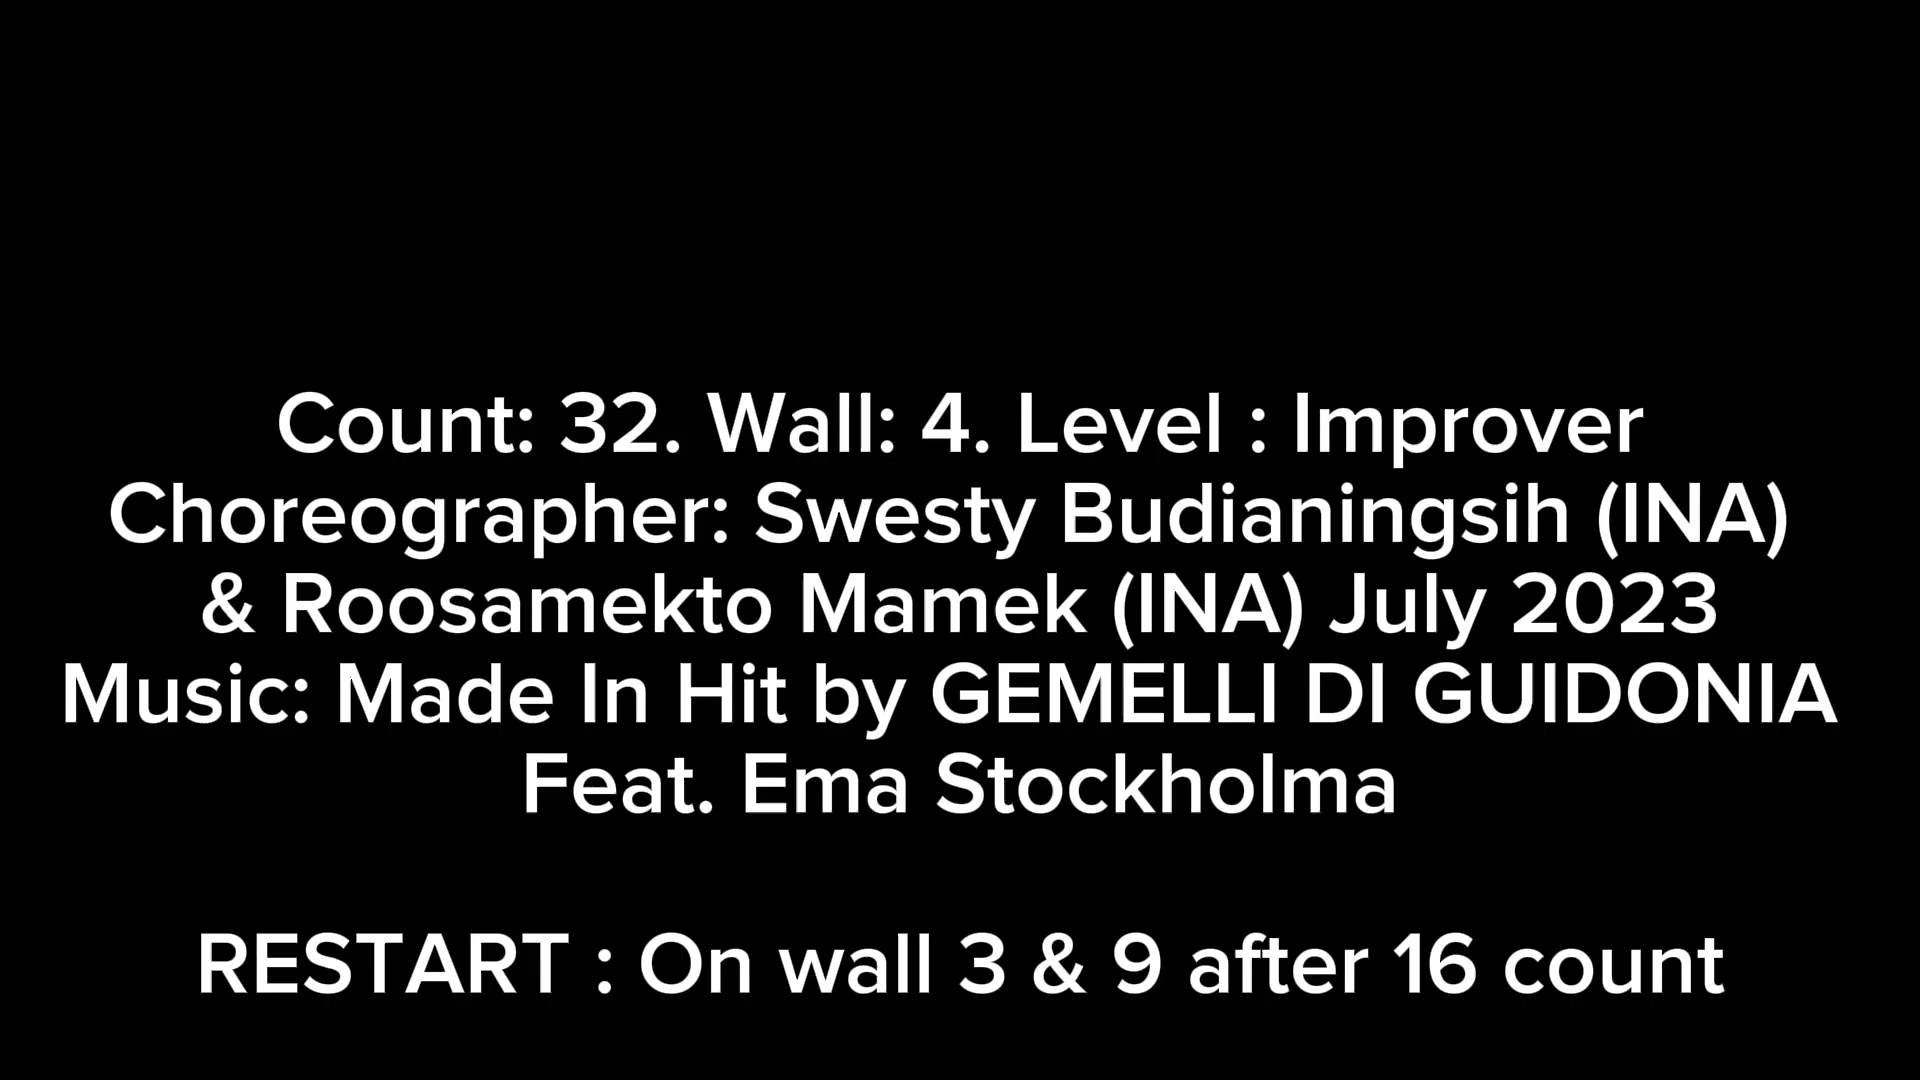 Count: 32. Wall: 4. Level : Improver
Choreographer: Swesty Budianingsih (INA)
& Roosamekto Mamek (INA) July 2023
Music: Made In Hit by GEMELLI DI GUIDONIA
Feat. Ema Stockholma
RESTART : On wall 3 & 9 after 16 count